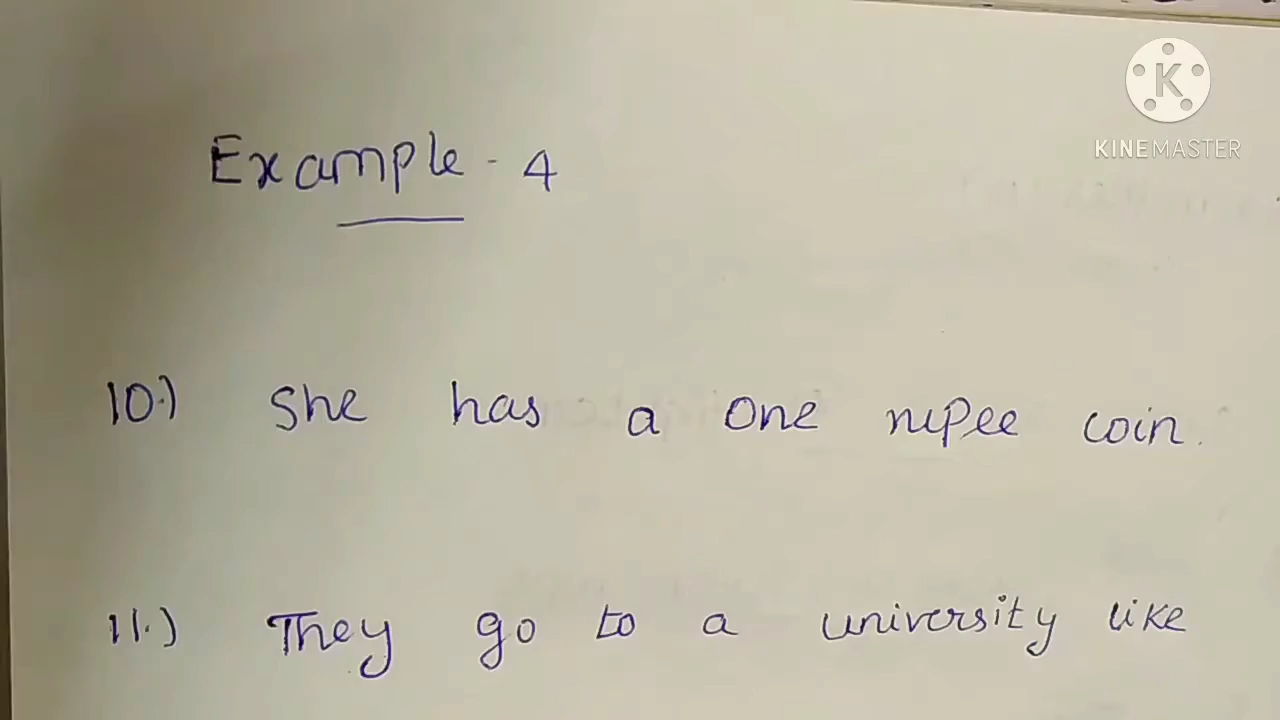 K
KINEMASTER
Example - 4
10.) She has a one rupee coin.
11.) They go to a university like